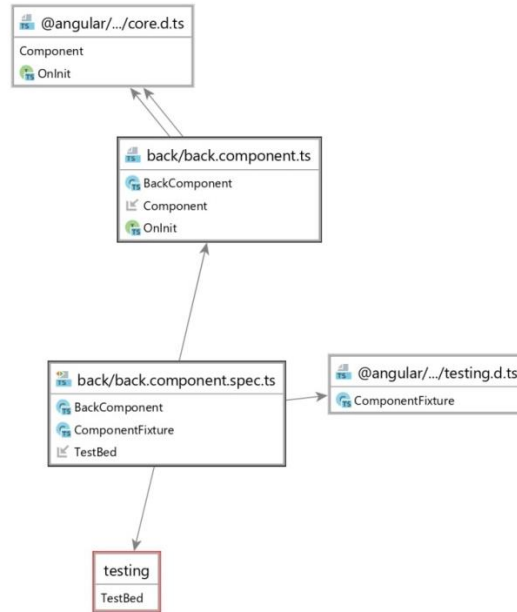 @angular/.../core.d.ts
Component
OnInit
back/back.component.ts
BackComponent
Component
OnInit
back/back.component.spec.ts
BackComponent
ComponentFixture
TestBed
@angular/.../testing.d.ts
ComponentFixture
testing
TestBed